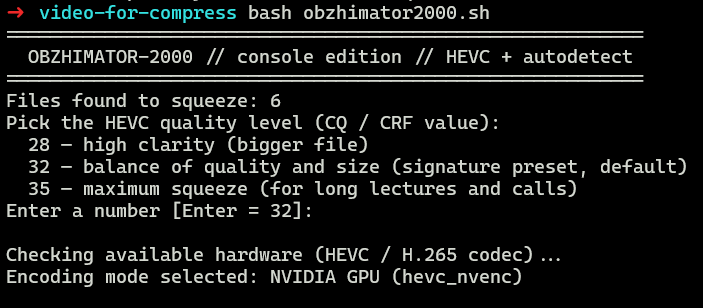 → video-for-compress bash obzhimator2000.sh
══════════════════════════════════════════════════════════
  OBZHIMATOR-2000 // console edition // HEVC + autodetect
══════════════════════════════════════════════════════════
Files found to squeeze: 6
Pick the HEVC quality level (CQ / CRF value):
  28 — high clarity (bigger file)
  32 — balance of quality and size (signature preset, default)
  35 — maximum squeeze (for long lectures and calls)
Enter a number [Enter = 32]:

Checking available hardware (HEVC / H.265 codec)...
Encoding mode selected: NVIDIA GPU (hevc_nvenc)